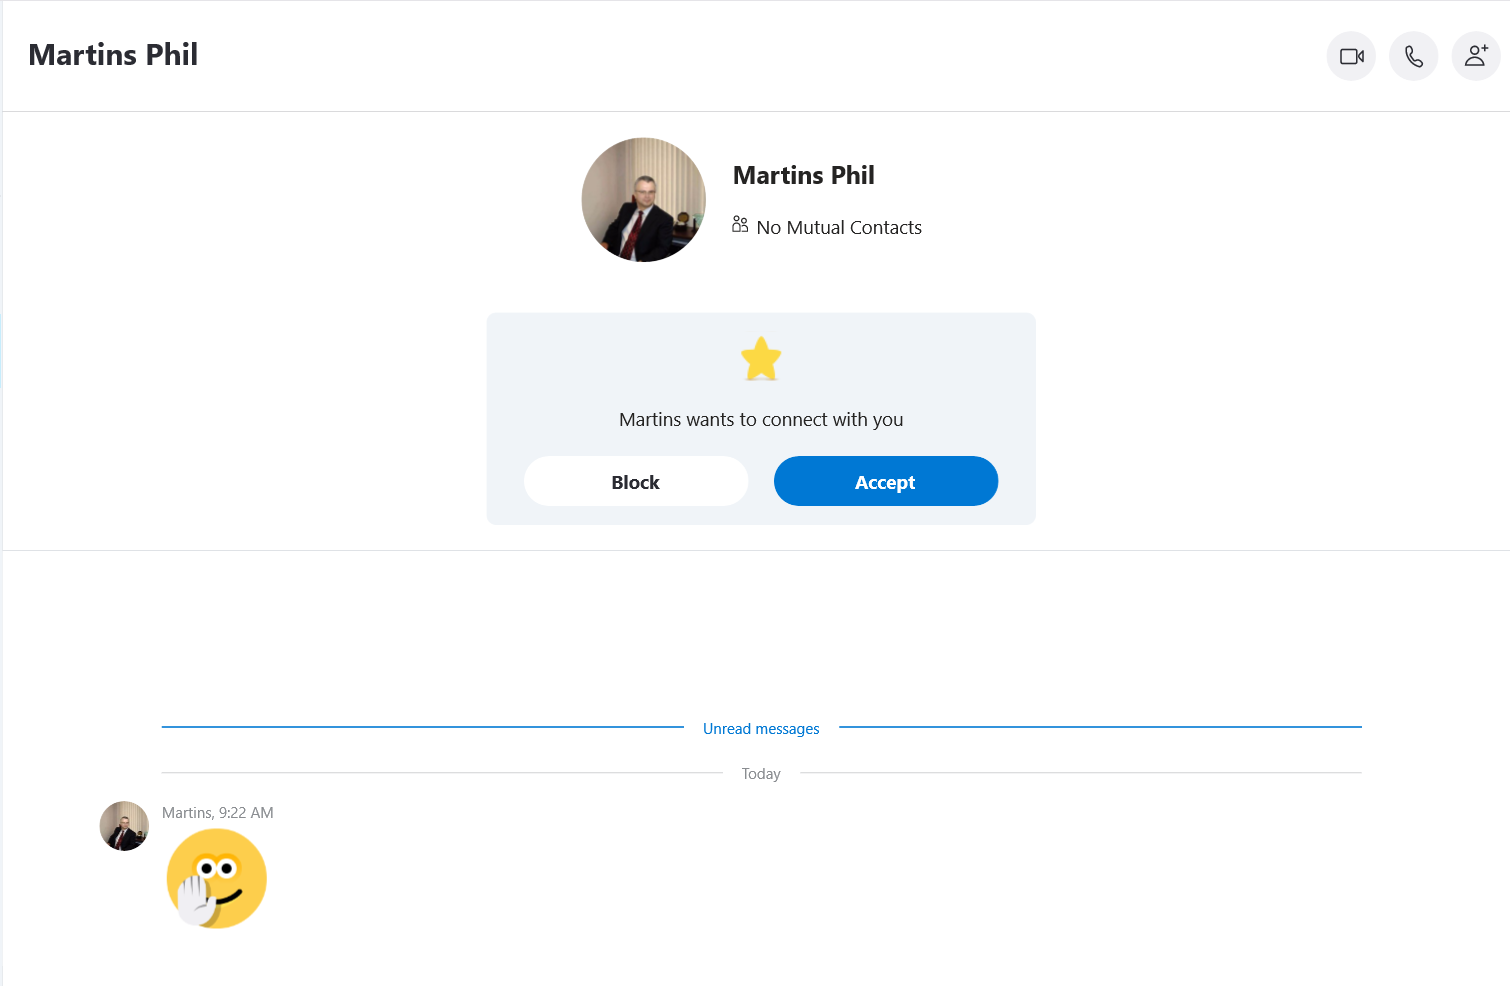 Martins Phil
Martins Phil
No Mutual Contacts
Martins wants to connect with you
Block
Accept
Unread messages
Today
Martins, 9:22 AM